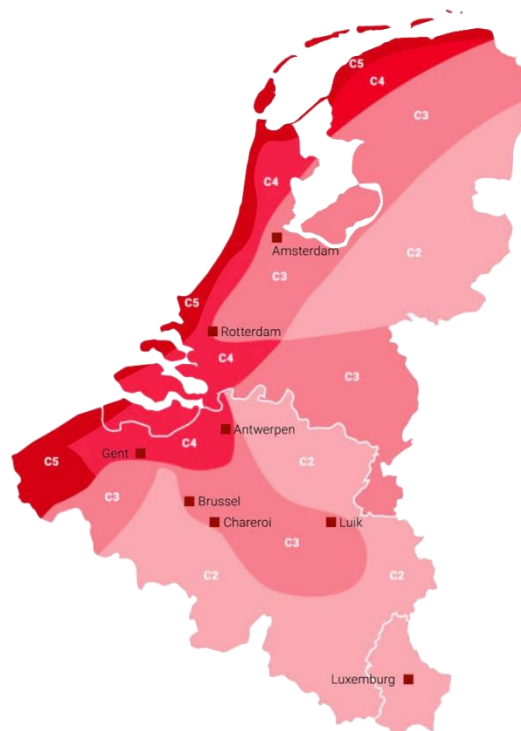 C5
C4
C3
C4
C2
Amsterdam
C3
C5
Rotterdam
C4
C3
Antwerpen
C4
Gent
C2
C5
C3
Brussel
Chareroi
Luik
C3
C2
C2
Luxemburg